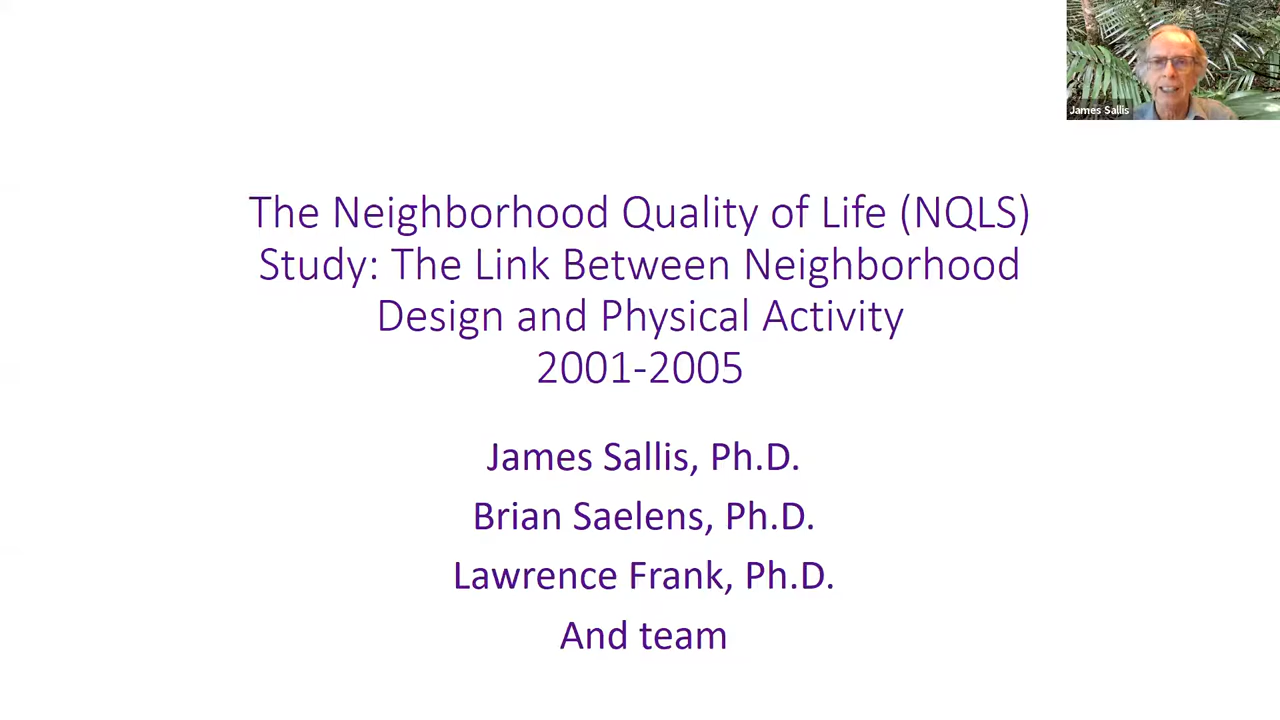 James Sallis
The Neighborhood Quality of Life (NQLS)
Study: The Link Between Neighborhood
Design and Physical Activity
2001-2005
James Sallis, Ph.D.
Brian Saelens, Ph.D.
Lawrence Frank, Ph.D.
And team